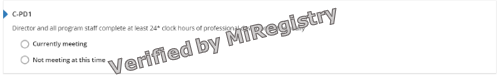 C-PD1
Director and all program staff complete at least 24* clock hours of professional
Currently meeting
Not meeting at this time
Verified by MiRegistry